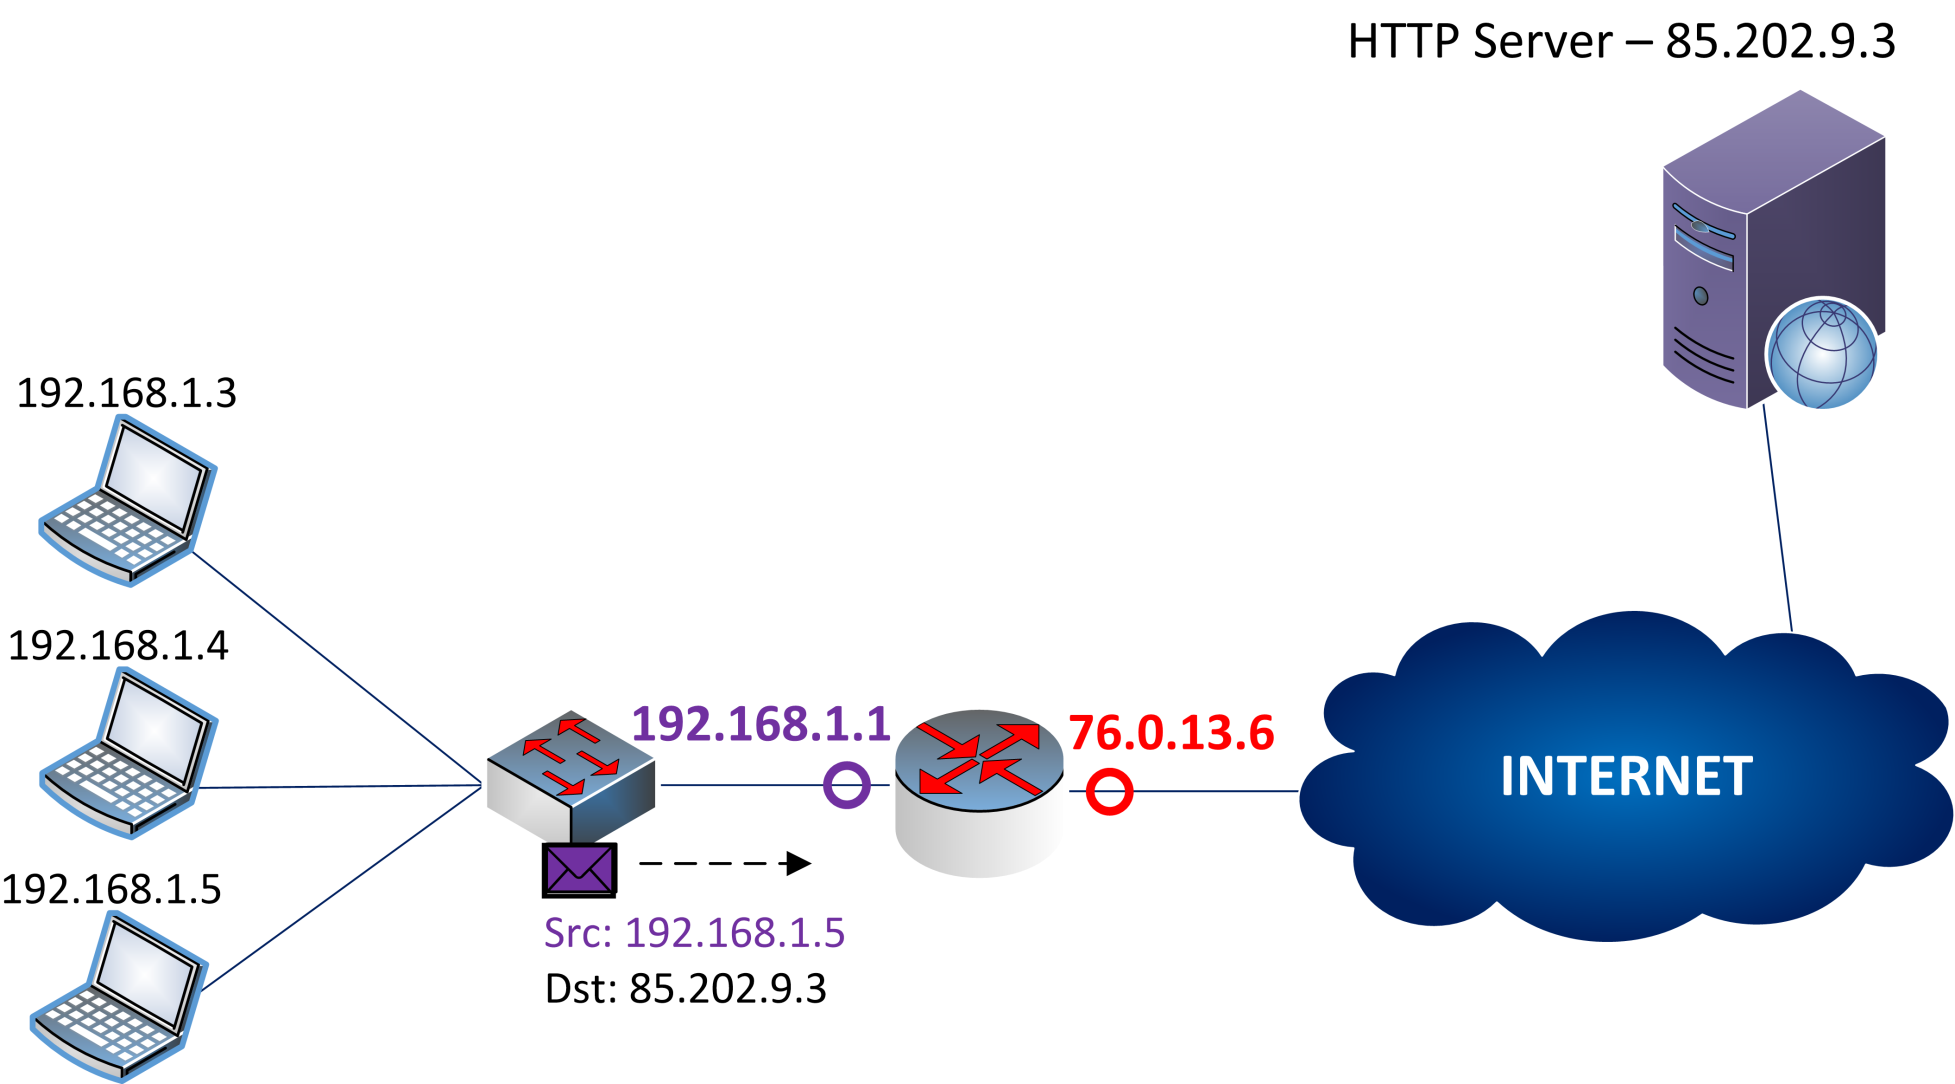 HTTP Server – 85.202.9.3
192.168.1.3
192.168.1.4
192.168.1.1
76.0.13.6
INTERNET
192.168.1.5
Src: 192.168.1.5
Dst: 85.202.9.3